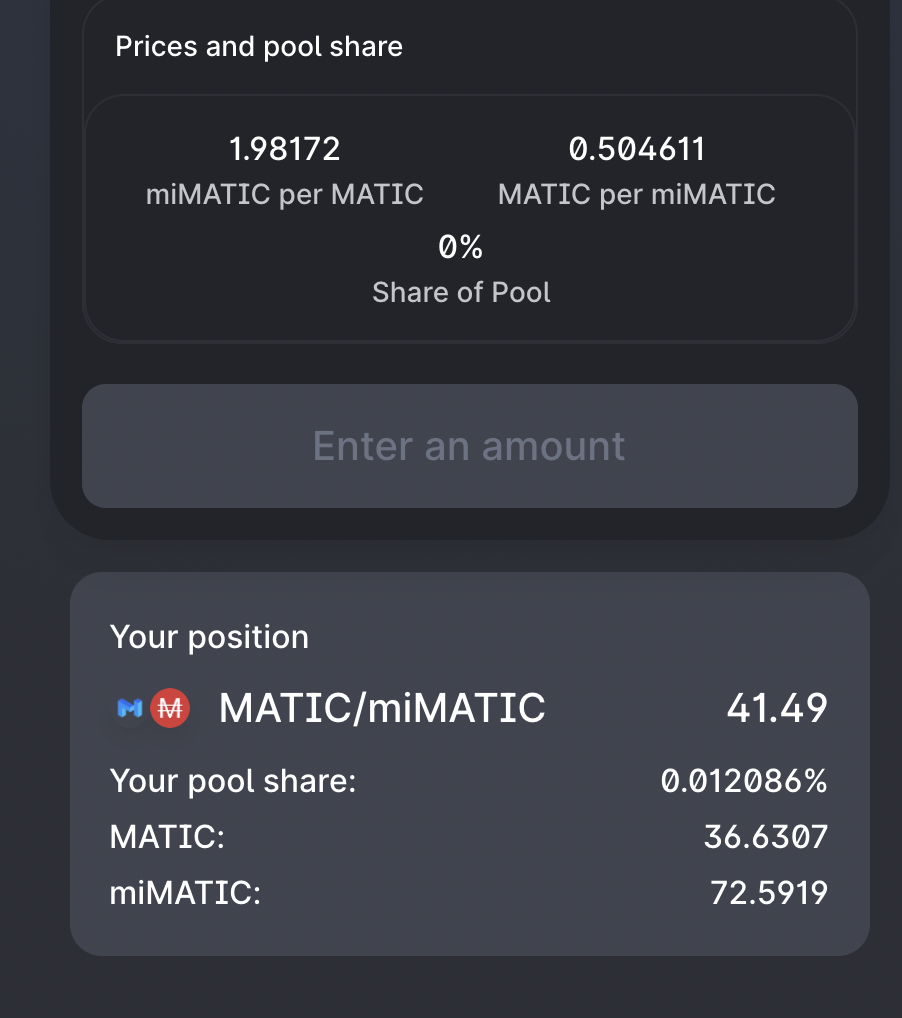 Prices and pool share
1.98172 0.504611
miMATIC per MATIC MATIC per miMATIC
0%
Share of Pool
Enter an amount
Your position
MATIC/miMATIC 41.49
Your pool share: 0.012086%
MATIC: 36.6307
miMATIC: 72.5919